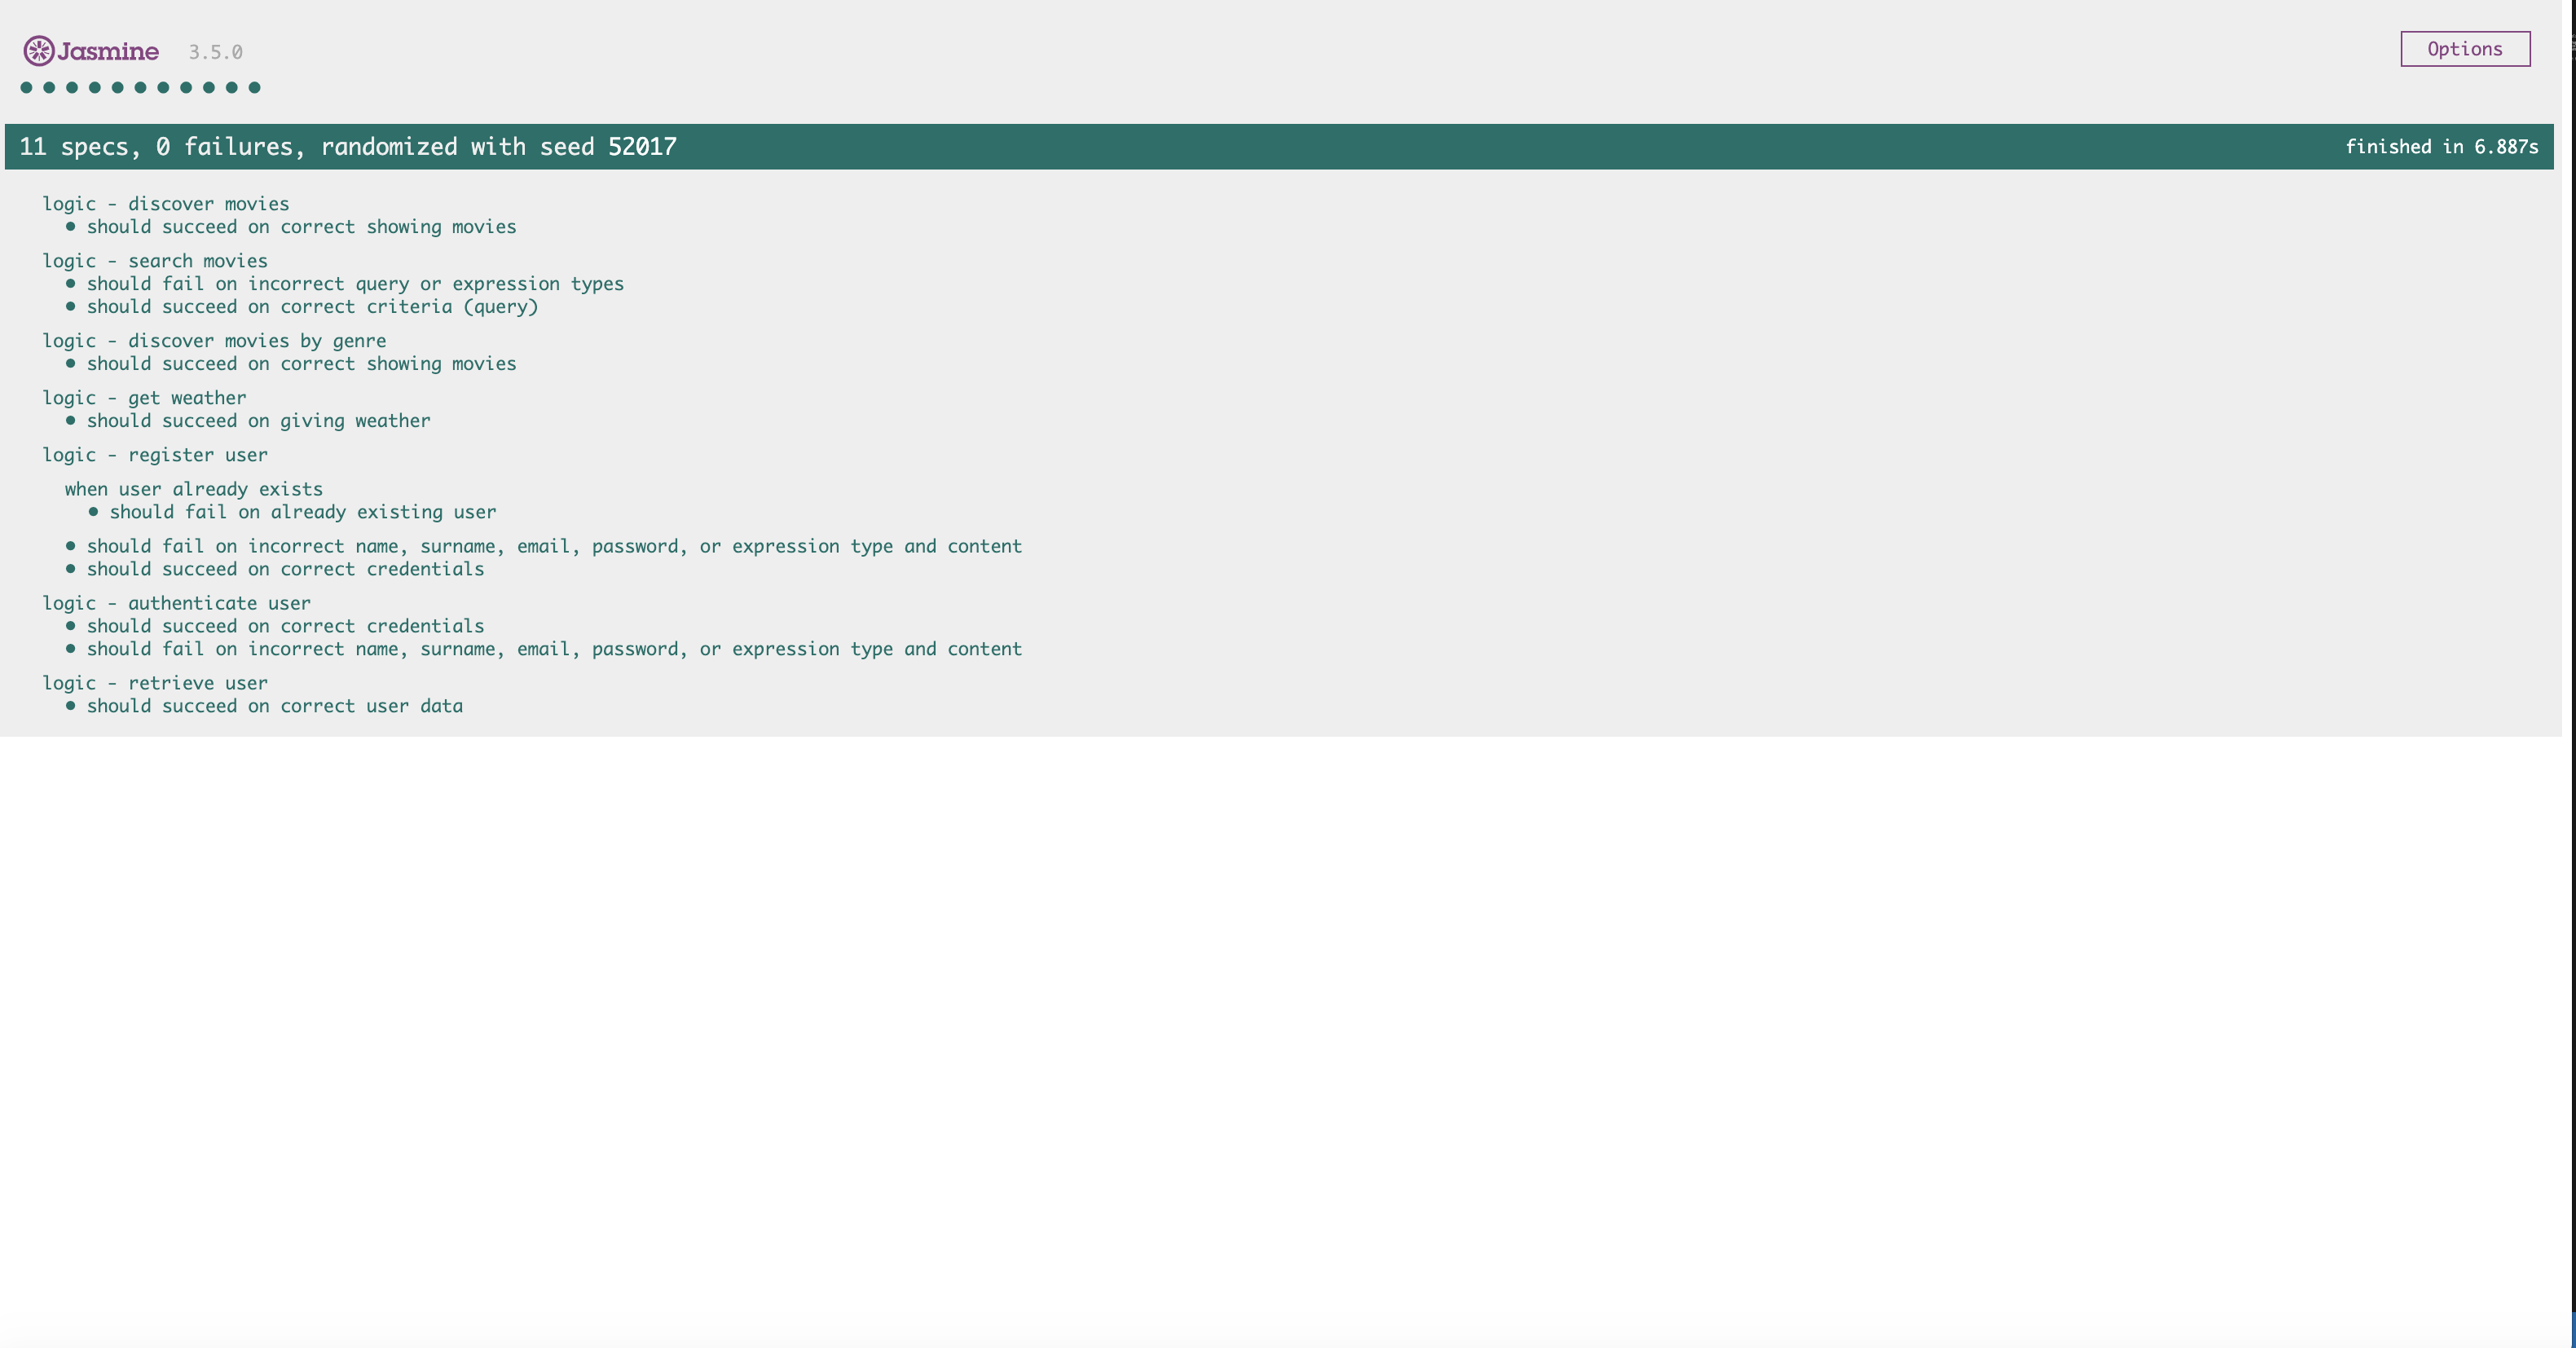 Jasmine 3.5.0
Options
11 specs, 0 failures, randomized with seed 52017
finished in 6.887s
logic - discover movies
• should succeed on correct showing movies
logic - search movies
• should fail on incorrect query or expression types
• should succeed on correct criteria (query)
logic - discover movies by genre
• should succeed on correct showing movies
logic - get weather
• should succeed on giving weather
logic - register user
when user already exists
• should fail on already existing user
• should fail on incorrect name, surname, email, password, or expression type and content
• should succeed on correct credentials
logic - authenticate user
• should succeed on correct credentials
• should fail on incorrect name, surname, email, password, or expression type and content
logic - retrieve user
• should succeed on correct user data